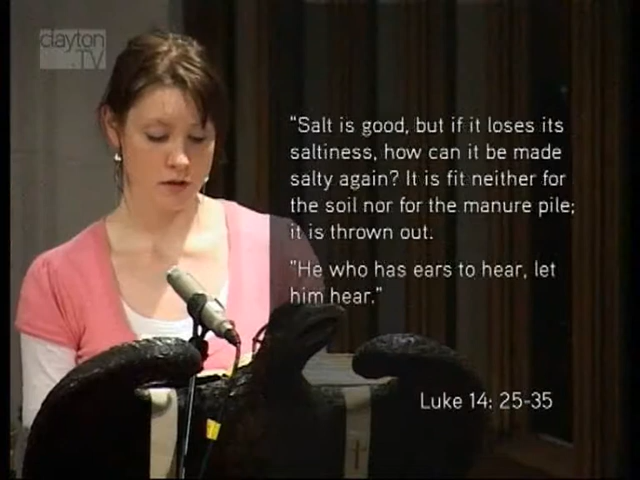 clayton
.TV
"Salt is good, but if it loses its
saltiness, how can it be made
salty again? It is fit neither for
the soil nor for the manure pile;
it is thrown out.
"He who has ears to hear, let
him hear."
Luke 14: 25-35